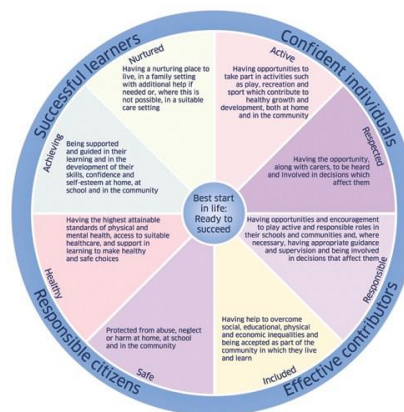 Successful learners
Confident individuals
Nurtured
Having a nurturing place to
live, in a family setting
with additional help if
needed or, where this is
not possible, in a suitable
care setting
Active
Having opportunities to
take part in activities such
as play, recreation and
sport which contribute to
healthy growth and
development, both at home
and in the community
Achieving
Being supported
and guided in their
learning and in the
development of their
skills, confidence and
self-esteem at home, at
school and in the community
Respected
Having the opportunity,
along with carers, to be heard
and involved in decisions which
affect them
Best start
in life:
Ready to
succeed
Healthy
Having the highest attainable
standards of physical and
mental health, access to suitable
healthcare, and support in
learning to make healthy
and safe choices
Having opportunities and encouragement
to play active and responsible roles in
their schools and communities and, where
necessary, having appropriate guidance
and supervision and being involved
in decisions that affect them
Responsible
Protected from abuse, neglect
or harm at home, at school
and in the community
Safe
Having help to overcome
social, educational, physical
and economic inequalities and
being accepted as part of the
community in which they live
and learn
Included
Responsible citizens
Effective contributors